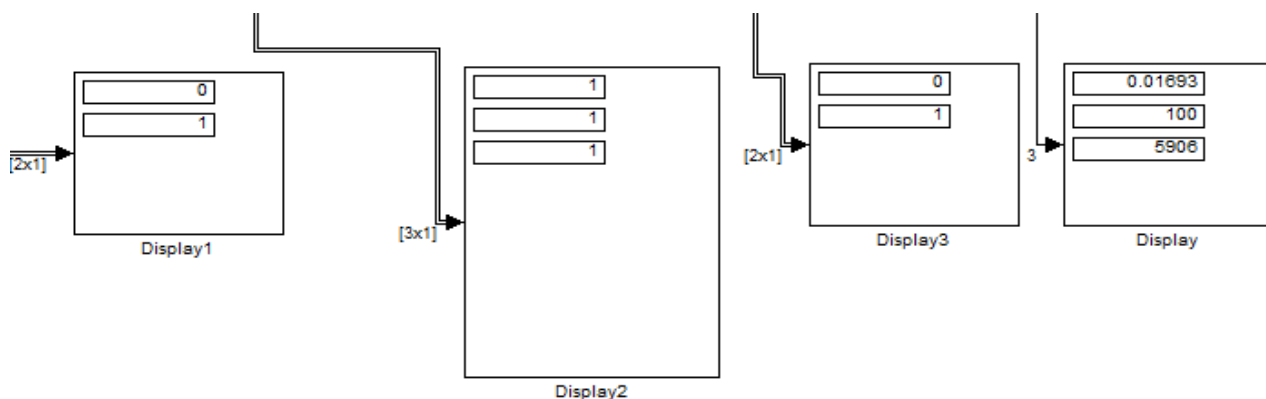 0
1
[2x1]
Display1
1
1
1
[3x1]
Display2
0
1
[2x1]
Display3
0.01693
100
5906
3
Display